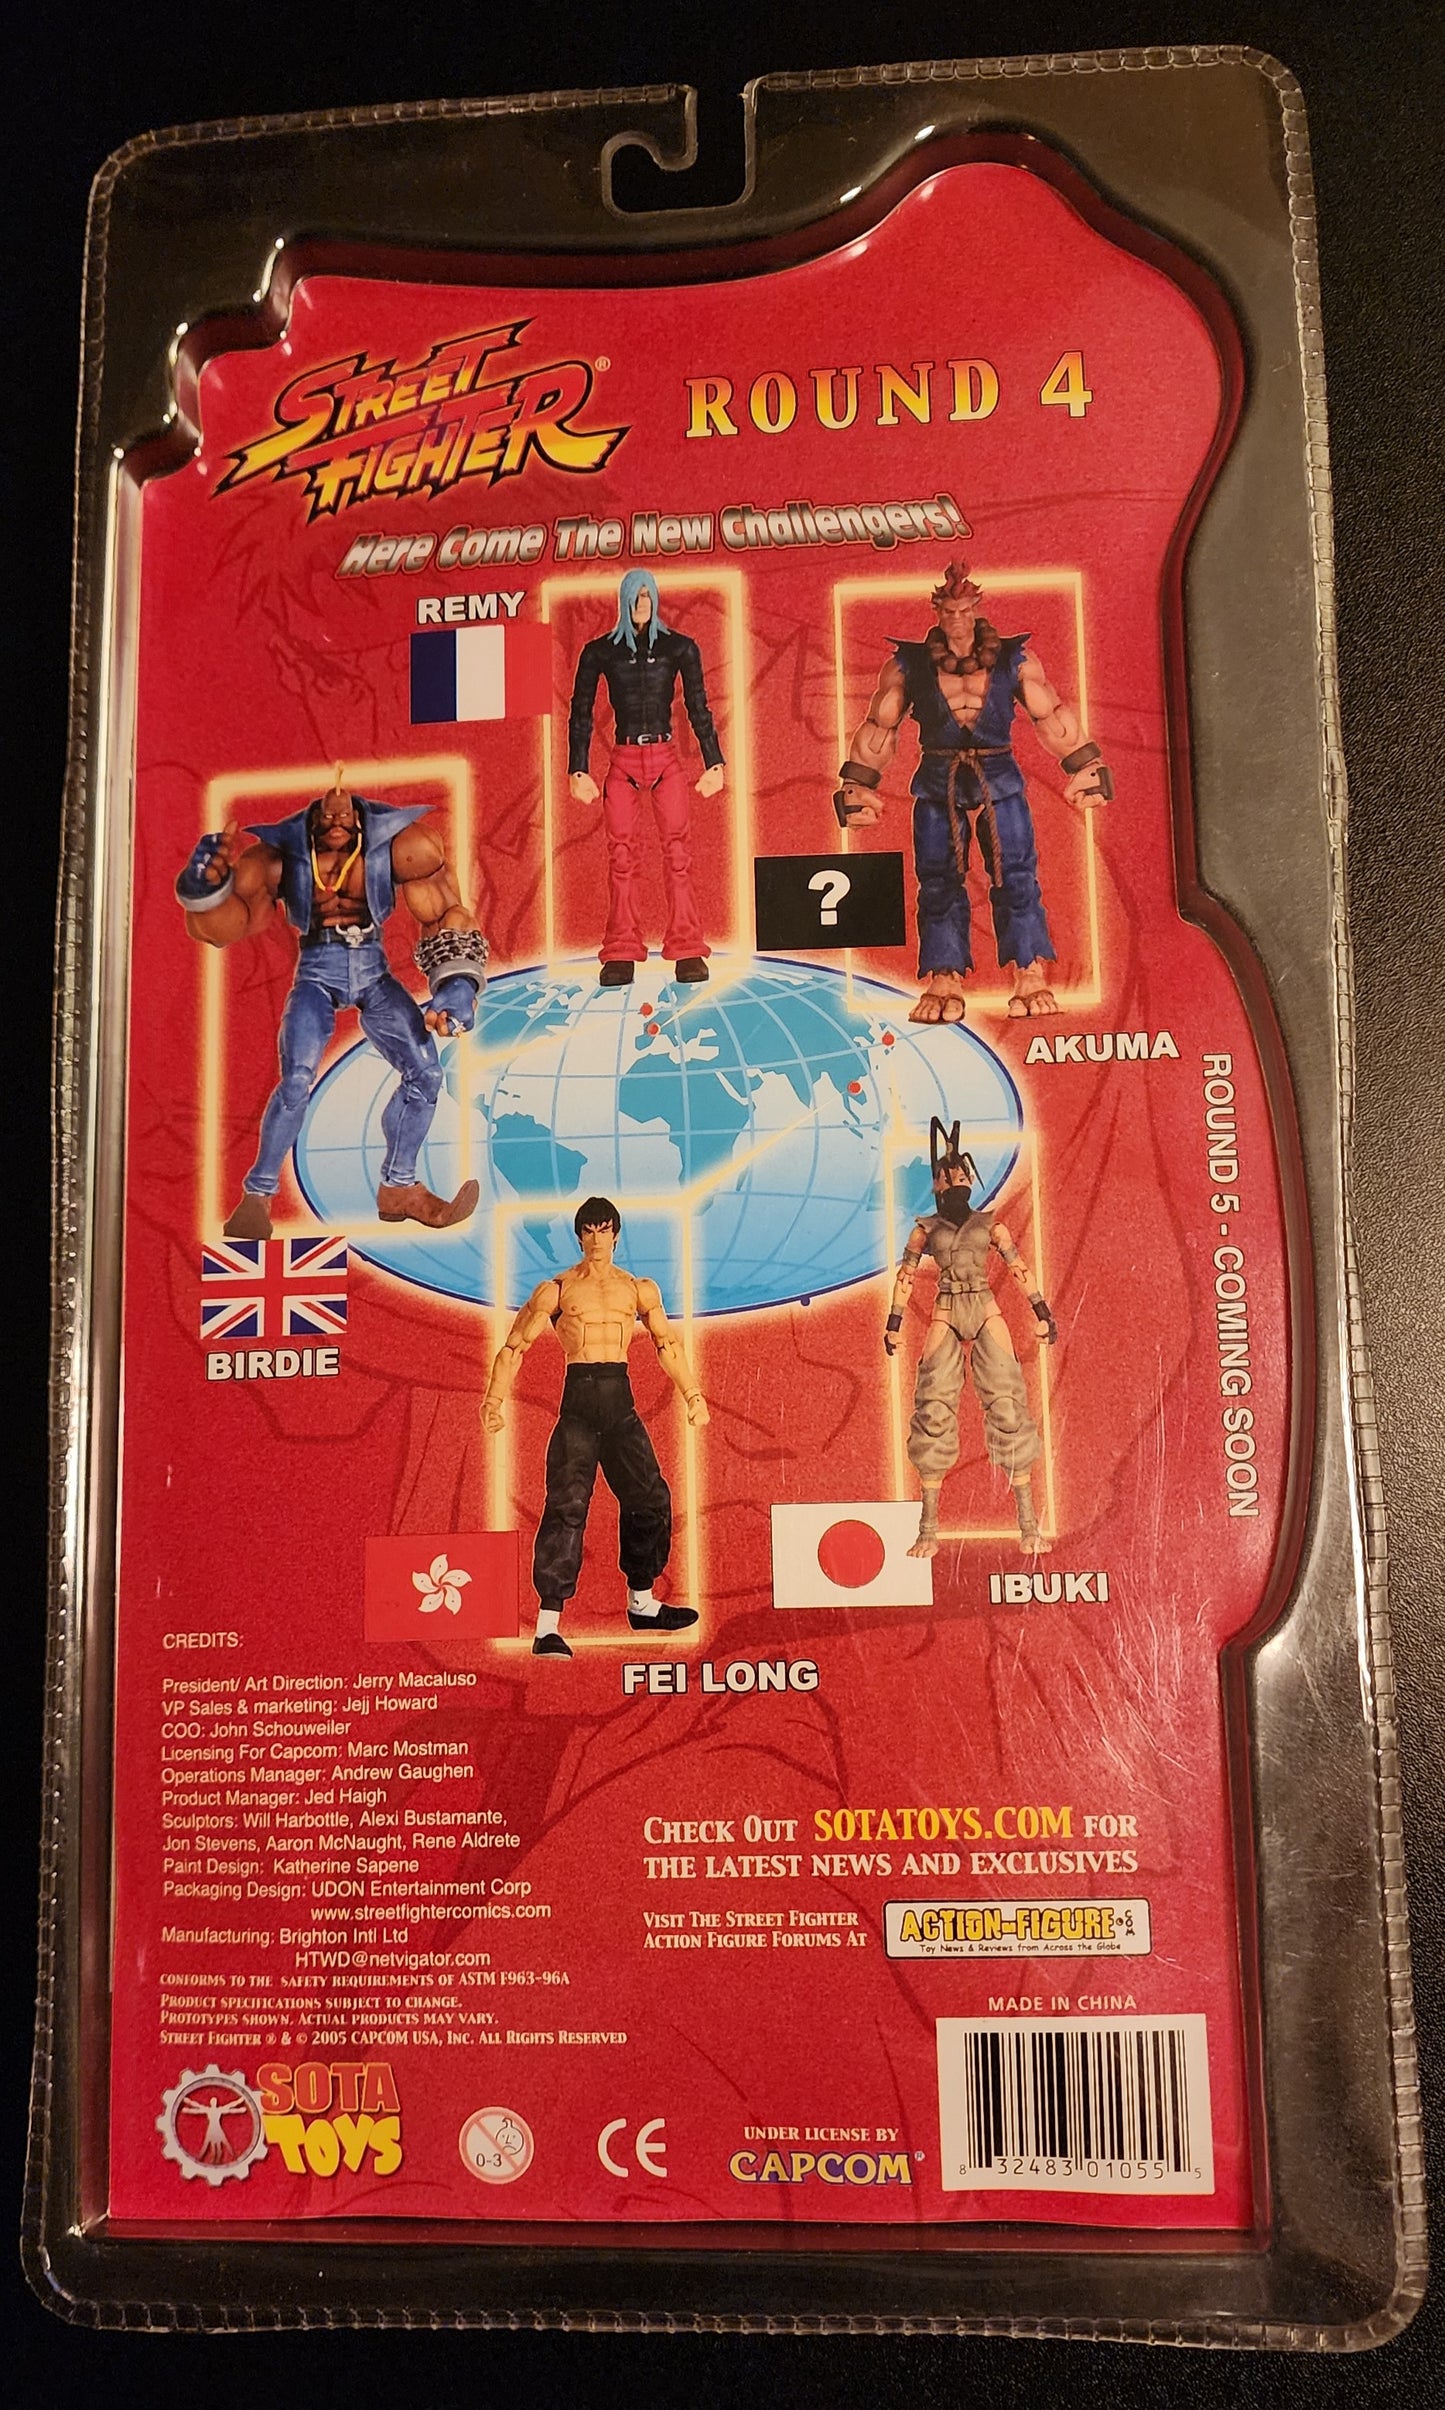 STREET
FIGHTER®
ROUND 4
Here Come The New Challengers!
REMY
?
AKUMA
BIRDIE
ROUND 5 - COMING SOON
IBUKI
FEI LONG
CREDITS:
President/ Art Direction: Jerry Macaluso
VP Sales & marketing: Jejj Howard
COO: John Schouweiler
Licensing For Capcom: Marc Mostman
Operations Manager: Andrew Gaughen
Product Manager: Jed Haigh
Sculptors: Will Harbottle, Alexi Bustamante,
Jon Stevens, Aaron McNaught, Rene Aldrete
Paint Design: Katherine Sapene
Packaging Design: UDON Entertainment Corp
www.streetfightercomics.com
Manufacturing: Brighton Intl Ltd
HTWD@netvigator.com
CONFORMS TO THE SAFETY REQUIREMENTS OF ASTM F963-96A
PRODUCT SPECIFICATIONS SUBJECT TO CHANGE.
PROTOTYPES SHOWN. ACTUAL PRODUCTS MAY VARY.
STREET FIGHTER ® & © 2005 CAPCOM USA, INC. ALL RIGHTS RESERVED
CHECK OUT SOTATOYS.COM FOR
THE LATEST NEWS AND EXCLUSIVES
VISIT THE STREET FIGHTER
ACTION FIGURE FORUMS AT
ACTION-FIGURE.COM
Toy News & Reviews from Across the Globe
MADE IN CHINA
SOTA
TOYS
0-3
CE
UNDER LICENSE BY
CAPCOM®
8 32483 01055 5